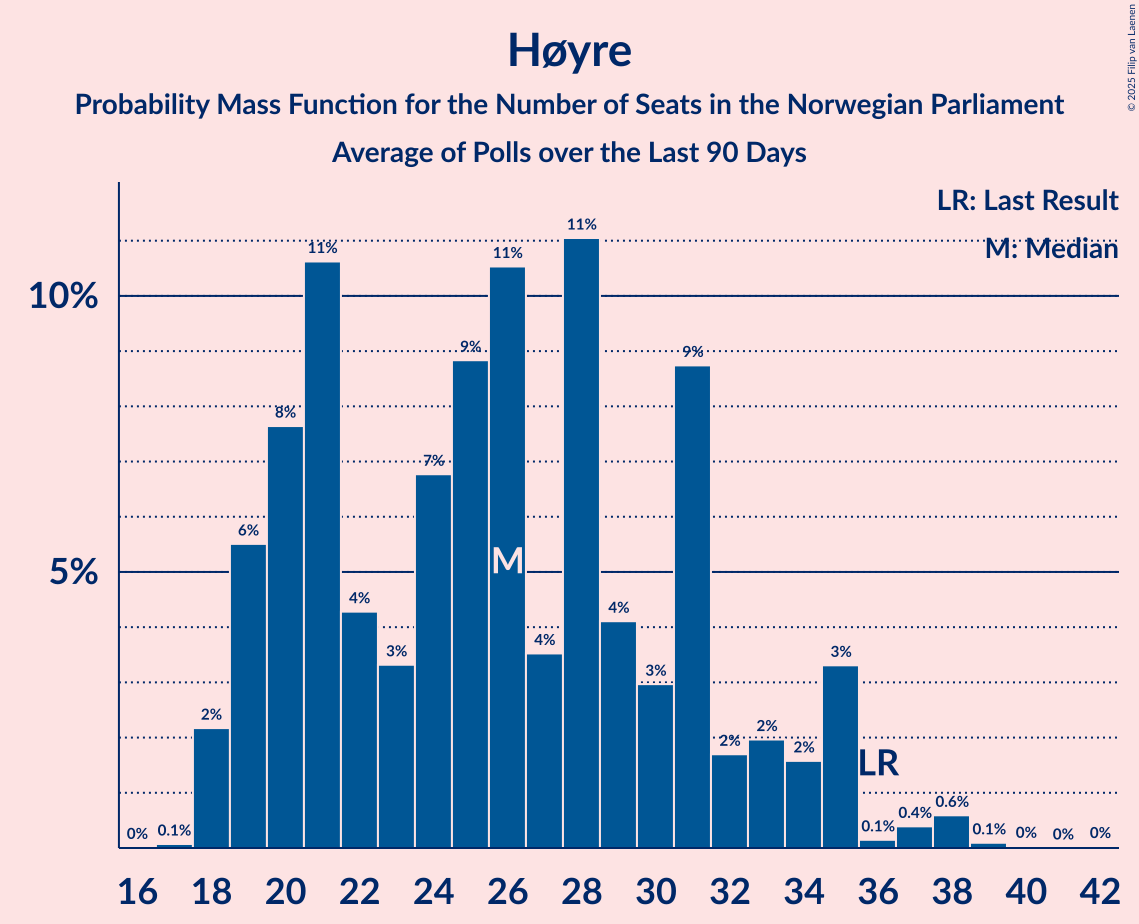 Høyre
Probability Mass Function for the Number of Seats in the Norwegian Parliament
Average of Polls over the Last 90 Days
© 2025 Filip van Laenen
LR: Last Result
M: Median
10%
5%
0% 0.1% 2% 6% 8% 11% 4% 3% 7% 9% 11% 4% 11% 4% 3% 9% 2% 2% 2% 3% 0.1% 0.4% 0.6% 0.1% 0% 0% 0%
M
LR
16 18 20 22 24 26 28 30 32 34 36 38 40 42